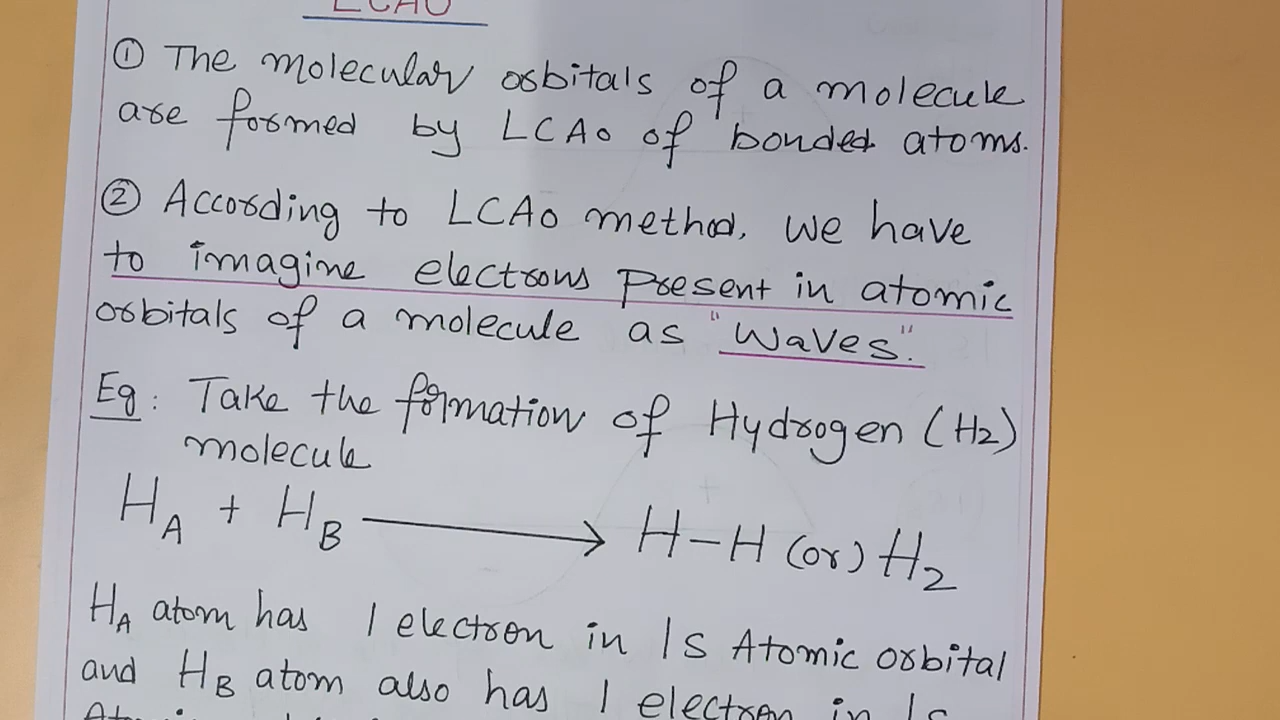 LCAO
① The molecular orbitals of a molecule
are formed by LCAO of bonded atoms.
② According to LCAO method, we have
to imagine electrons present in atomic
orbitals of a molecule as "Waves".
Eg: Take the formation of Hydrogen (H2)
molecule
HA + HB ⟶ H-H (or) H2
HA atom has 1 electron in 1s Atomic orbital
and HB atom also has 1 electron in 1s